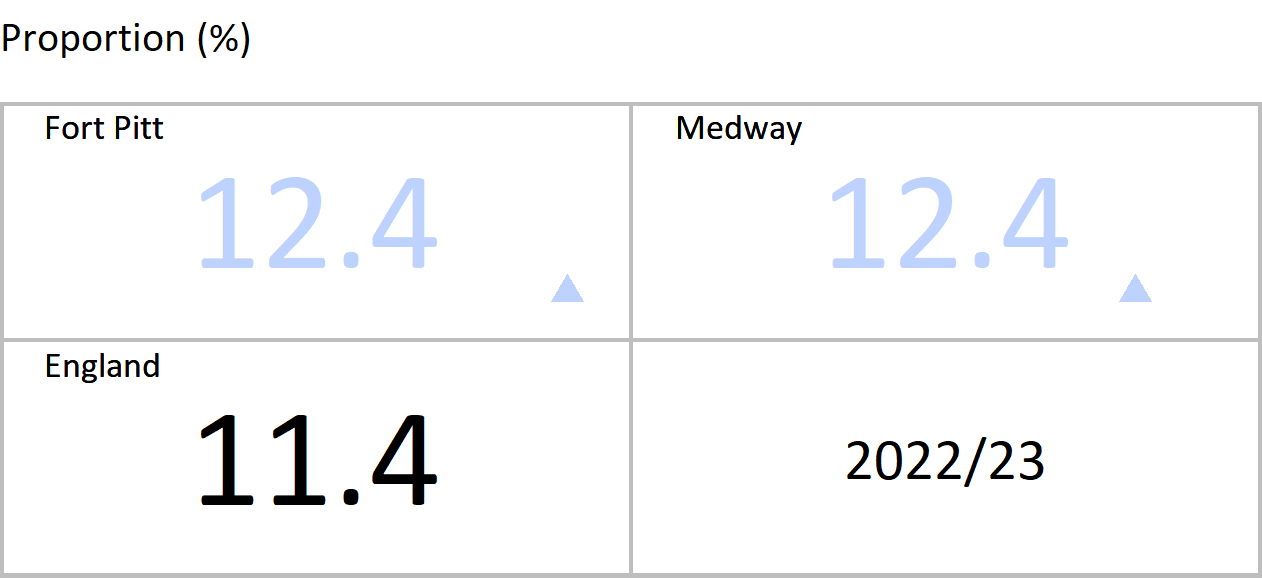 Proportion (%)
Fort Pitt
12.4
Medway
12.4
England
11.4
2022/23